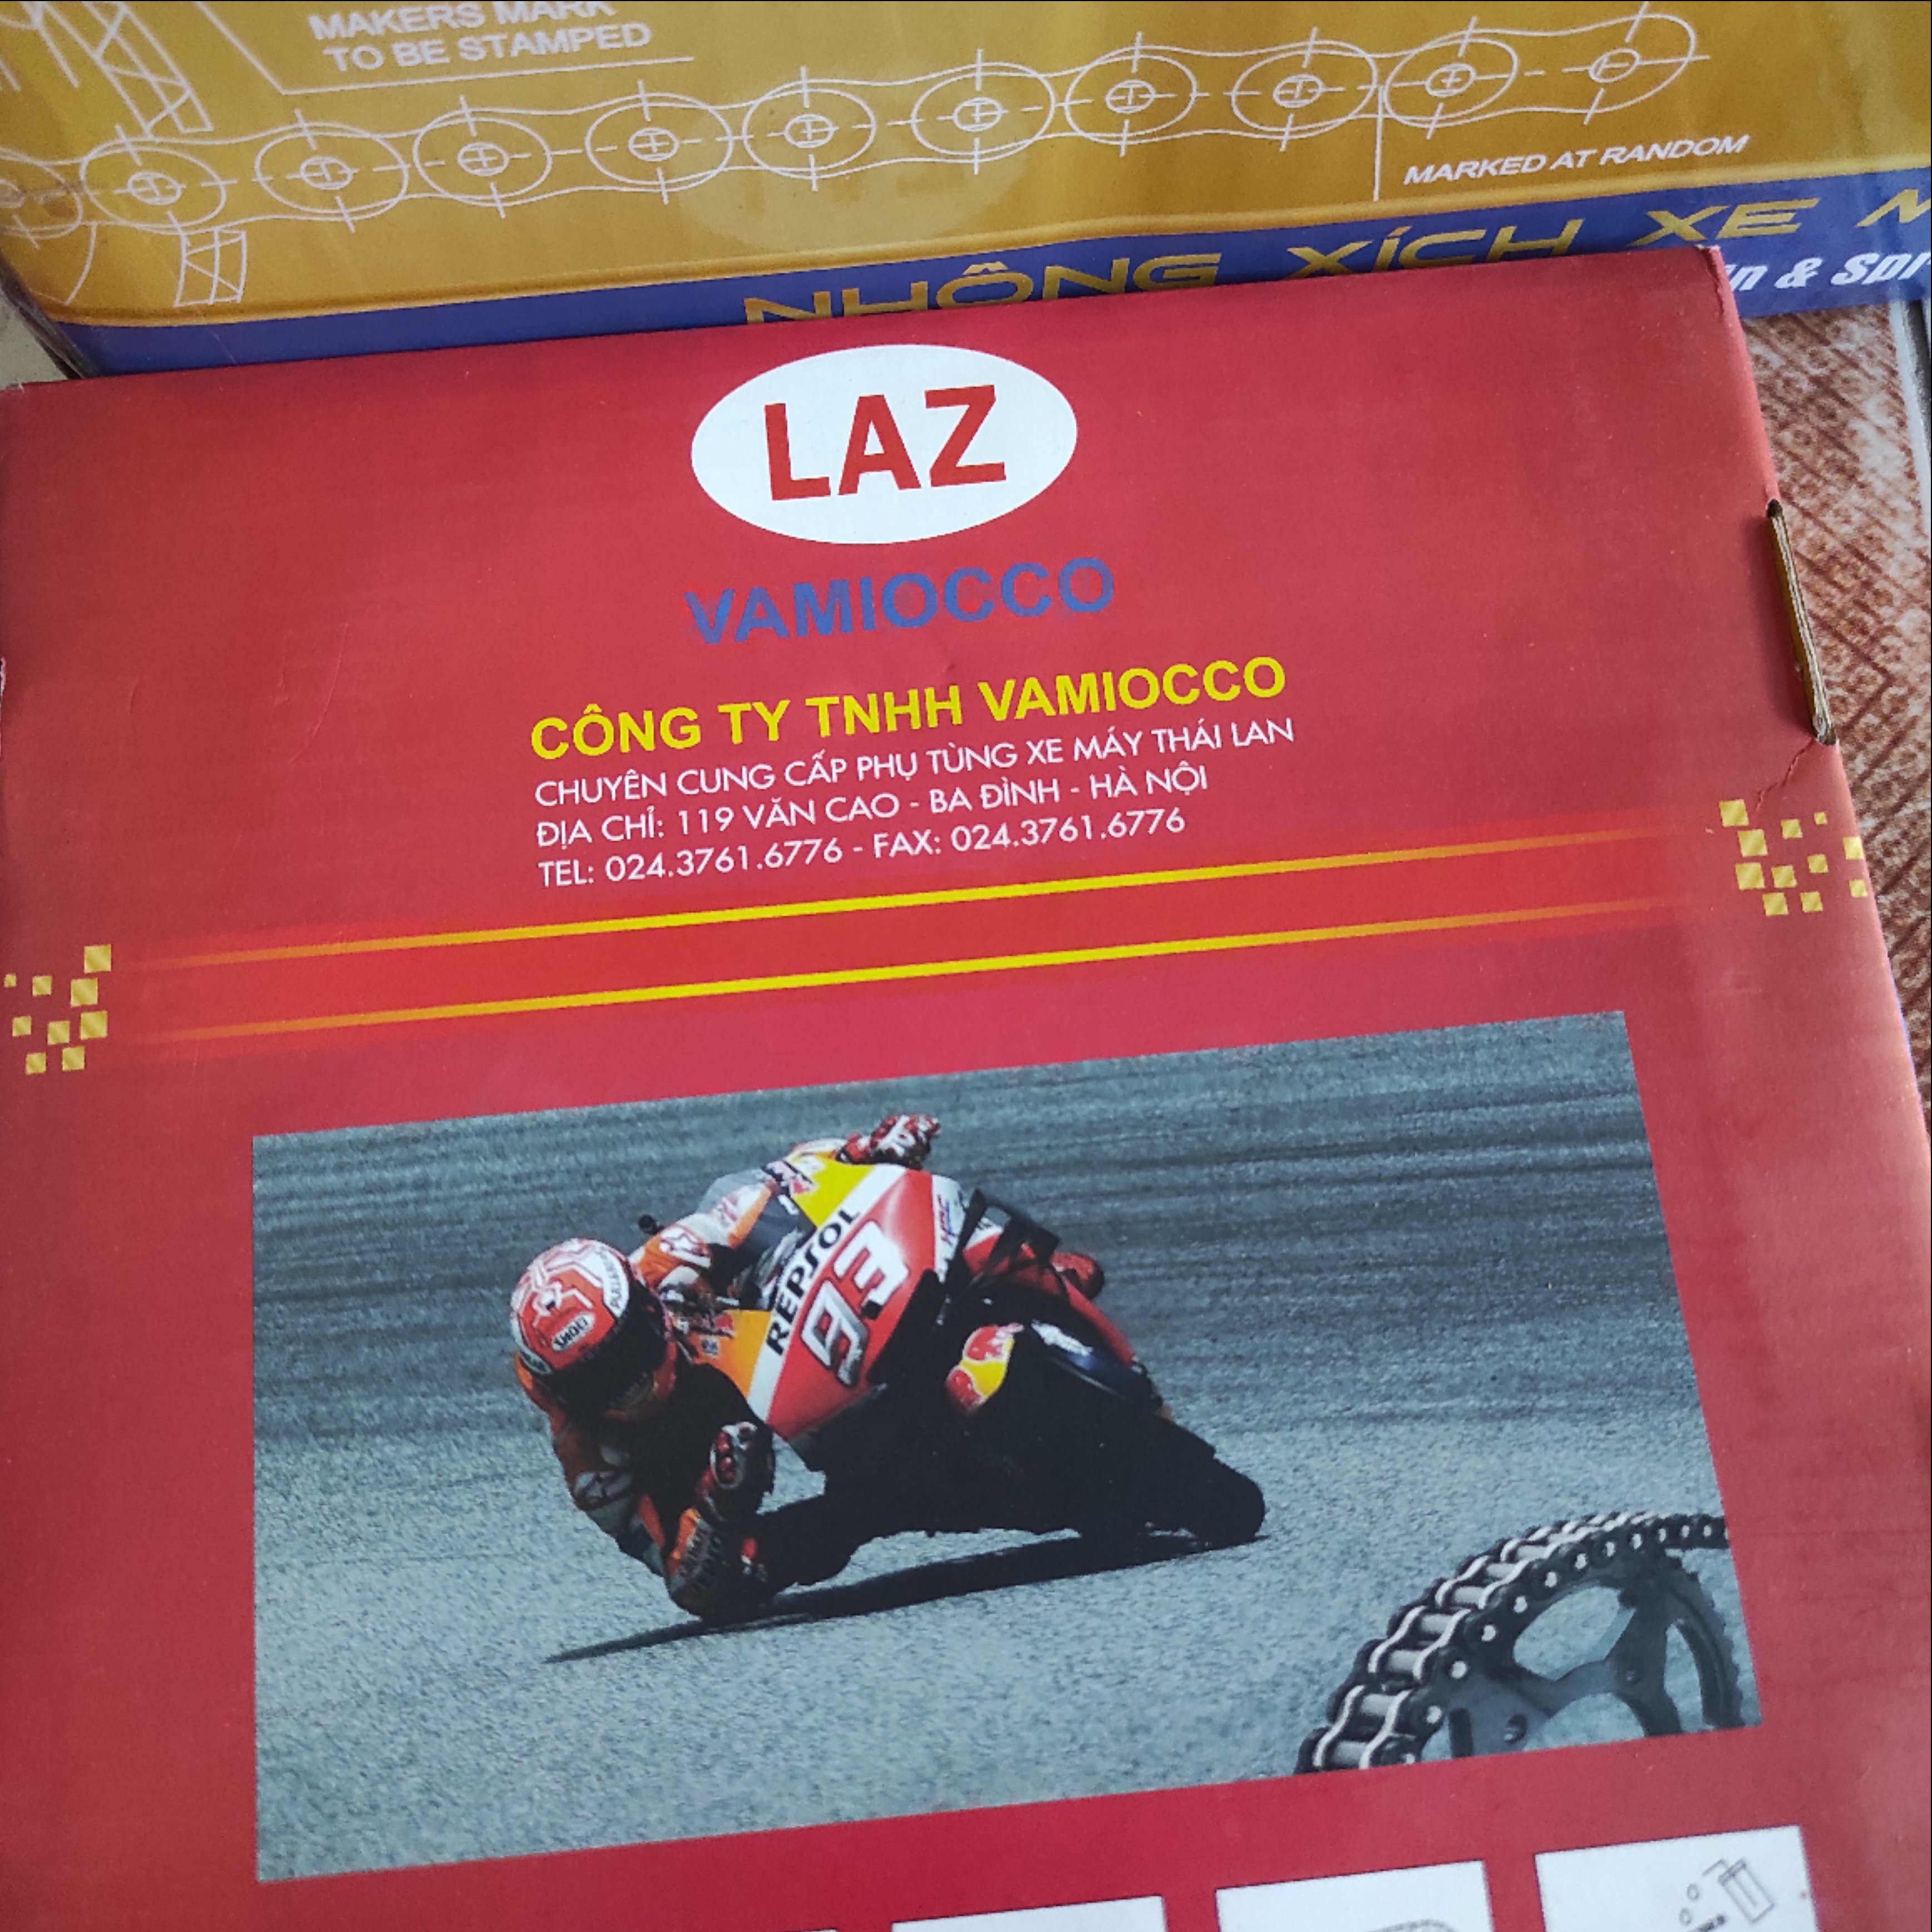 MAKERS MARK
TO BE STAMPED
MARKED AT RANDOM
NHÔNG XÍCH XE
&
LAZ
VAMIOCCO
CÔNG TY TNHH VAMIOCCO
CHUYÊN CUNG CẤP PHỤ TÙNG XE MÁY THÁI LAN
ĐỊA CHỈ: 119 VĂN CAO - BA ĐÌNH - HÀ NỘI
TEL: 024.3761.6776 - FAX: 024.3761.6776
REPSOL
93
SHOEI